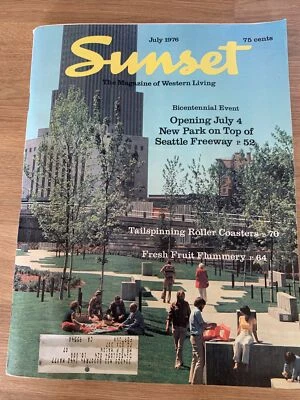 July 1976
75 cents
Sunset
The Magazine of Western Living
Bicentennial Event
Opening July 4
New Park on Top of
Seattle Freeway P. 52
Tailspinning Roller Coasters P. 70
Fresh Fruit Flummery P. 64